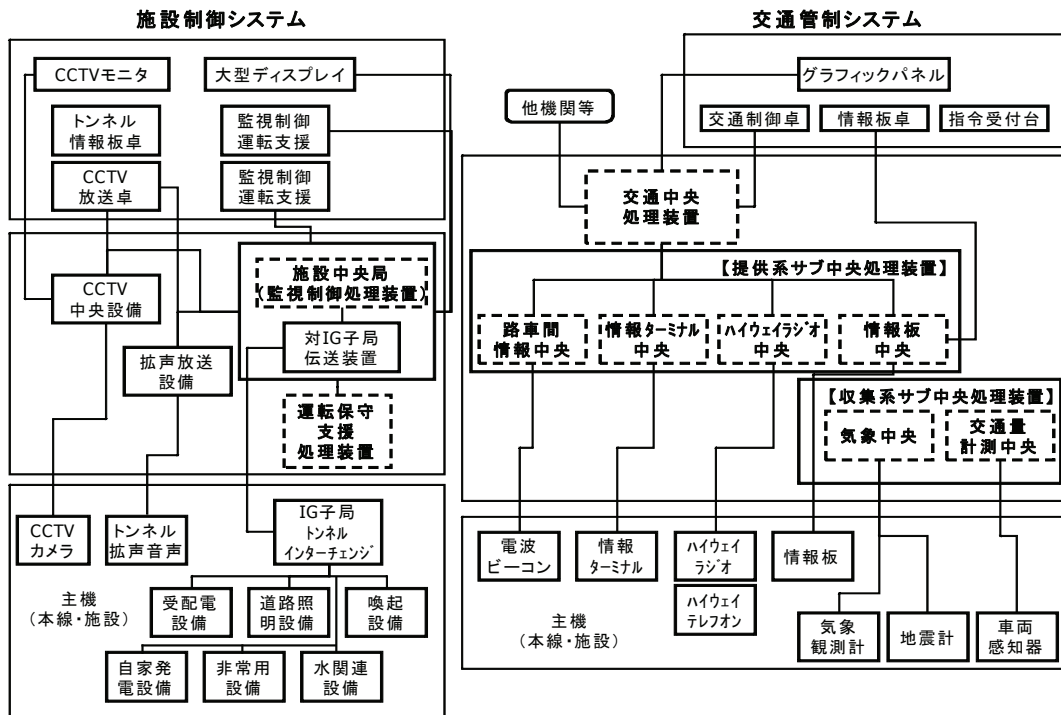 施設制御システム
CCTVモニタ
大型ディスプレイ
トンネル
情報板卓
監視制御
運転支援
CCTV
放送卓
監視制御
運転支援
施設中央局
(監視制御処理装置)
CCTV
中央設備
対IG子局
伝送装置
拡声放送
設備
運転保守
支援
処理装置
CCTV
カメラ
トンネル
拡声音声
IG子局
トンネル
インターチェンジ
主機
(本線・施設)
受配電
設備
道路照
明設備
喚起
設備
自家発
電設備
非常用
設備
水関連
設備
交通管制システム
グラフィックパネル
他機関等
交通制御卓
情報板卓
指令受付台
交通中央
処理装置
【提供系サブ中央処理装置】
路車間
情報中央
情報ターミナル
中央
ハイウェイラジオ
中央
情報板
中央
【収集系サブ中央処理装置】
気象中央
交通量
計測中央
電波
ビーコン
情報
ターミナル
ハイウェイ
ラジオ
情報板
ハイウェイ
テレフォン
主機
(本線・施設)
気象
観測計
地震計
車両
感知器